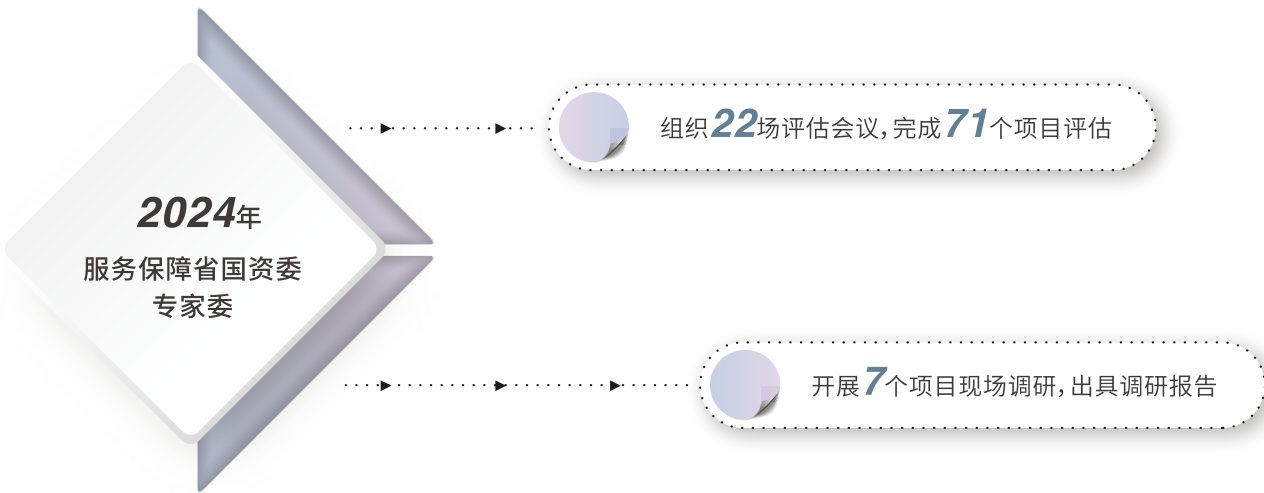 2024年
服务保障省国资委
专家委
组织22场评估会议，完成71个项目评估
开展7个项目现场调研，出具调研报告